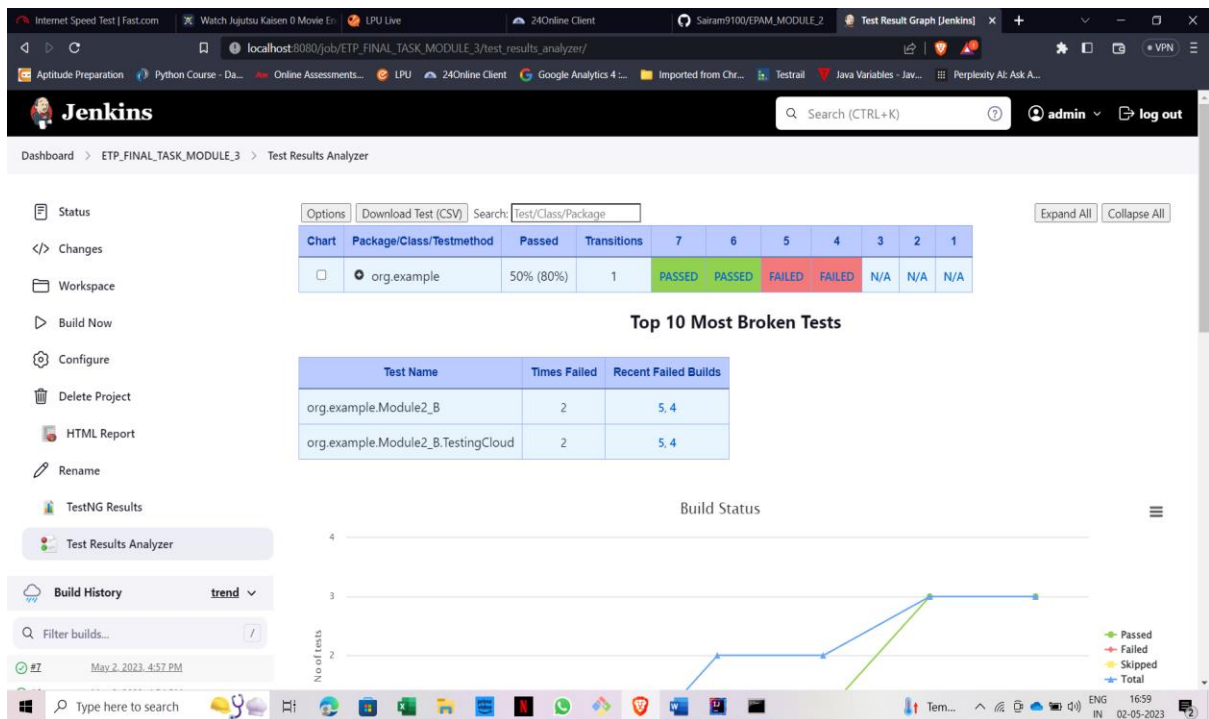 Internet Speed Test | Fast.com Watch Jujutsu Kaisen 0 Movie En LPU Live 24Online Client Sairam9100/EPAM_MODULE_2 Test Result Graph [Jenkins]
localhost:8080/job/ETP_FINAL_TASK_MODULE_3/test_results_analyzer/ VPN
Aptitude Preparation Python Course - Da... Online Assessments... LPU 24Online Client Google Analytics 4 :... Imported from Chr... Testrail Java Variables - Jav... Perplexity AI: Ask A...
Jenkins Search (CTRL+K) admin log out
Dashboard > ETP_FINAL_TASK_MODULE_3 > Test Results Analyzer
Status
Changes
Workspace
Build Now
Configure
Delete Project
HTML Report
Rename
TestNG Results
Test Results Analyzer
Build History trend
Filter builds... /
#7 May 2, 2023, 4:57 PM
Options Download Test (CSV) Search: Test/Class/Package Expand All Collapse All
Chart Package/Class/Testmethod Passed Transitions 7 6 5 4 3 2 1
org.example 50% (80%) 1 PASSED PASSED FAILED FAILED N/A N/A N/A
Top 10 Most Broken Tests
Test Name Times Failed Recent Failed Builds
org.example.Module2_B 2 5, 4
org.example.Module2_B.TestingCloud 2 5, 4
Build Status
4
3
2
No of tests
Passed
Failed
Skipped
Total
Type here to search Tem... ENG 16:59
IN 02-05-2023